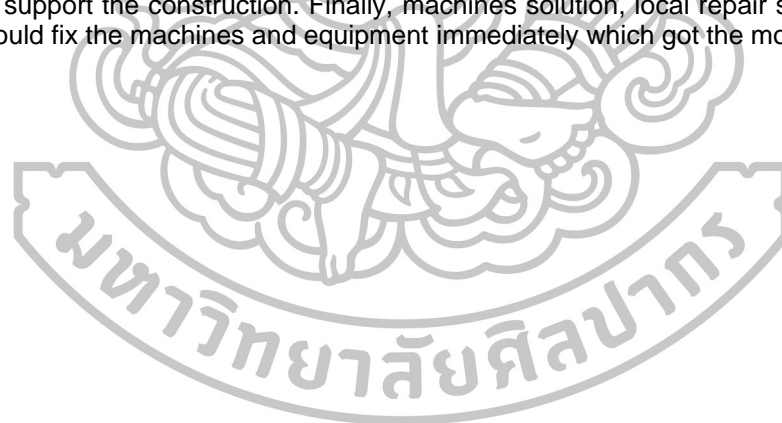 support the construction. Finally, machines solution, local repair s
ould fix the machines and equipment immediately which got the mo
มหาวิทยาลัยศิลปากร